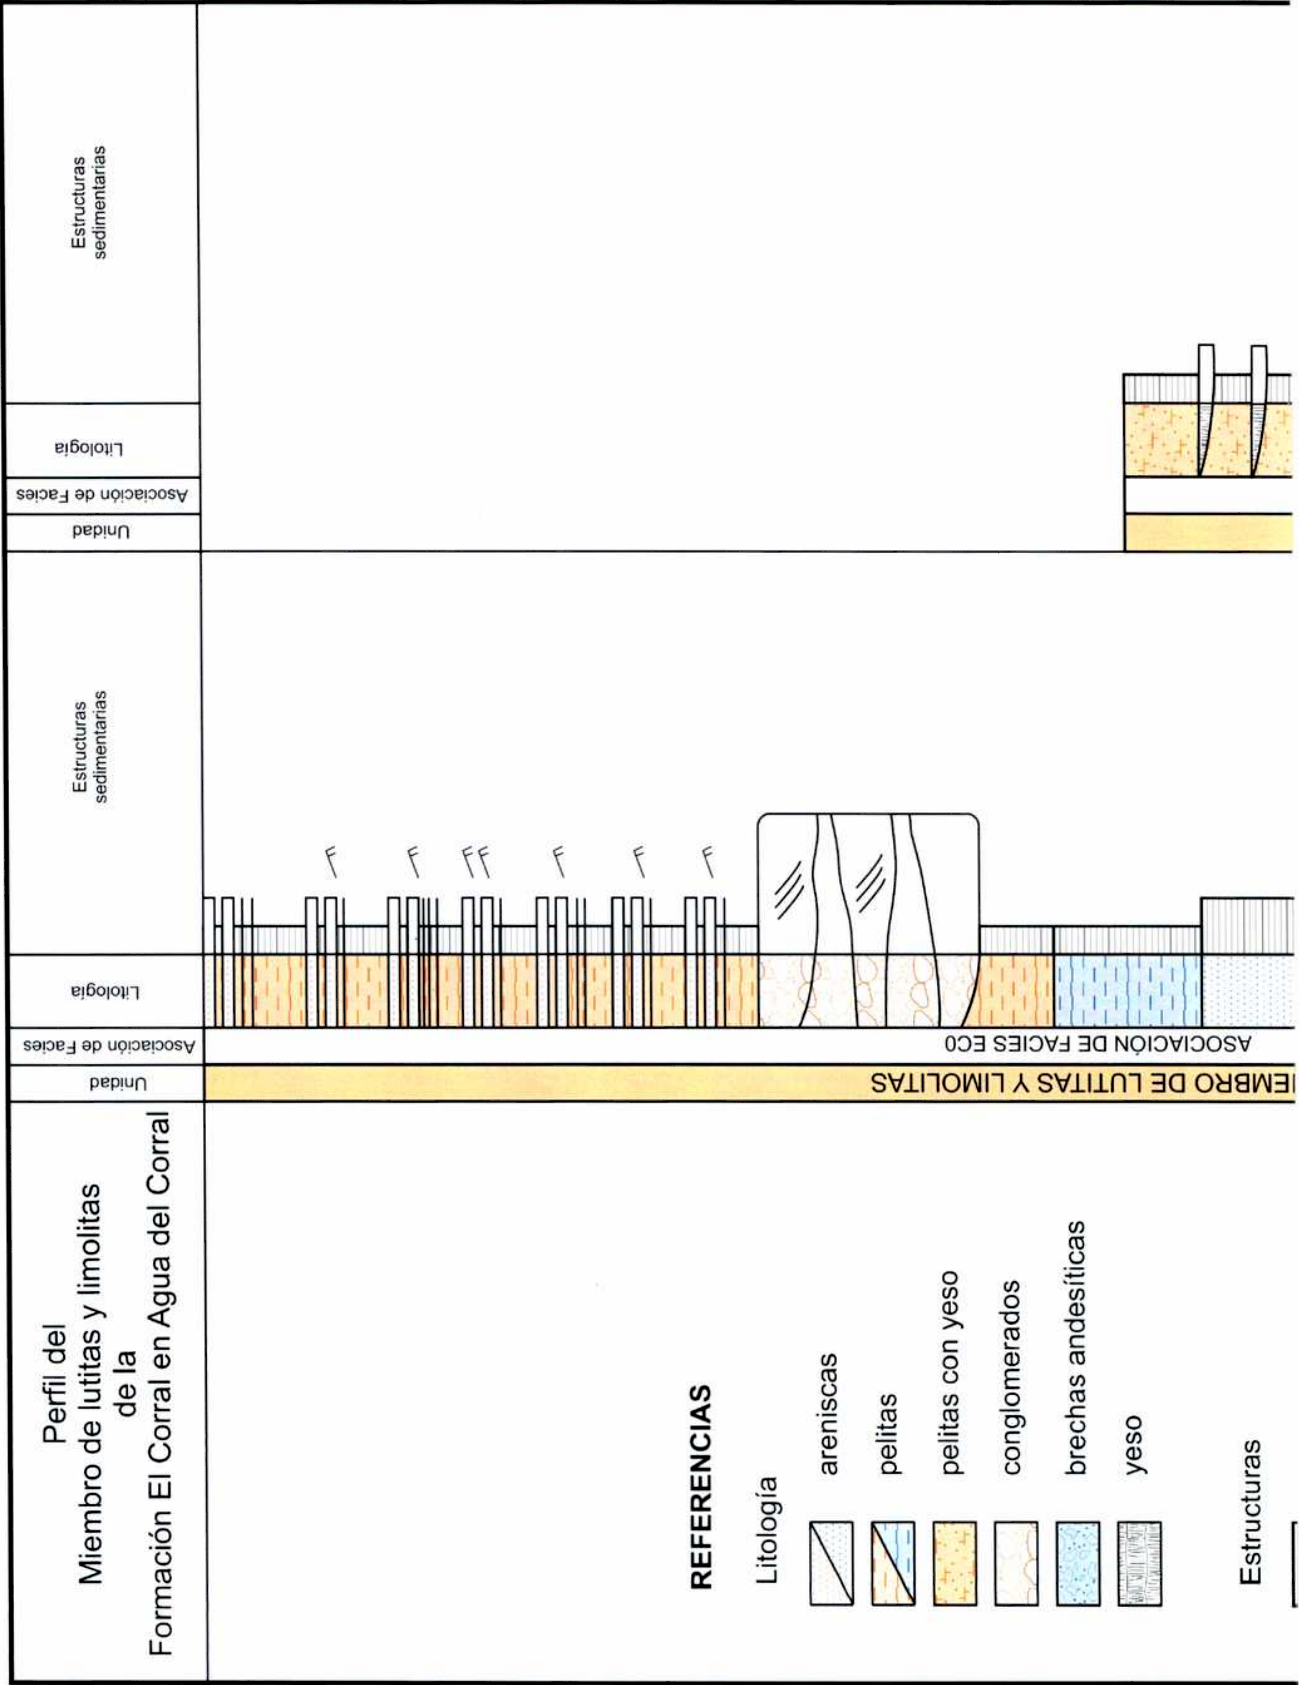 Perfil del
Miembro de lutitas y limolitas
de la
Formación El Corral en Agua del Corral
Unidad
Asociación de Facies
Litología
Estructuras
sedimentarias
Unidad
Asociación de Facies
Litología
Estructuras
sedimentarias
IEMBRO DE LUTITAS Y LIMOLITAS
ASOCIACIÓN DE FACIES EC0
REFERENCIAS
Litología
areniscas
pelitas
pelitas con yeso
conglomerados
brechas andesíticas
yeso
Estructuras